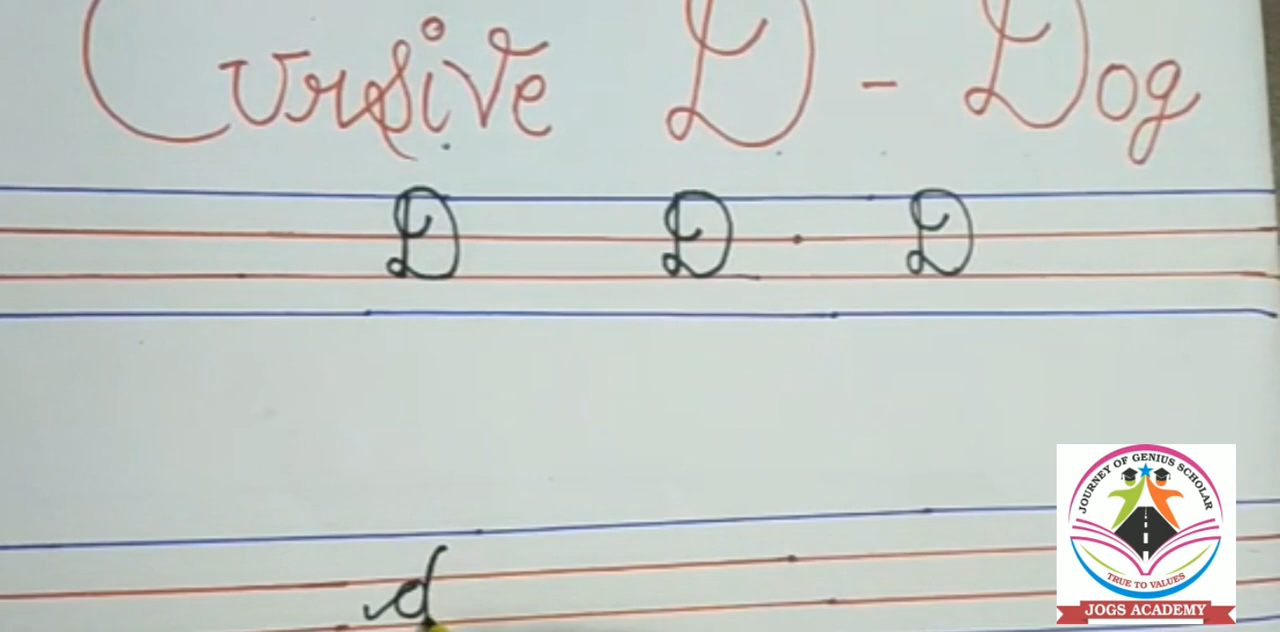 Cursive D - Dog
D D D
d
JOURNEY OF GENIUS SCHOLAR
TRUE TO VALUES
JOGS ACADEMY